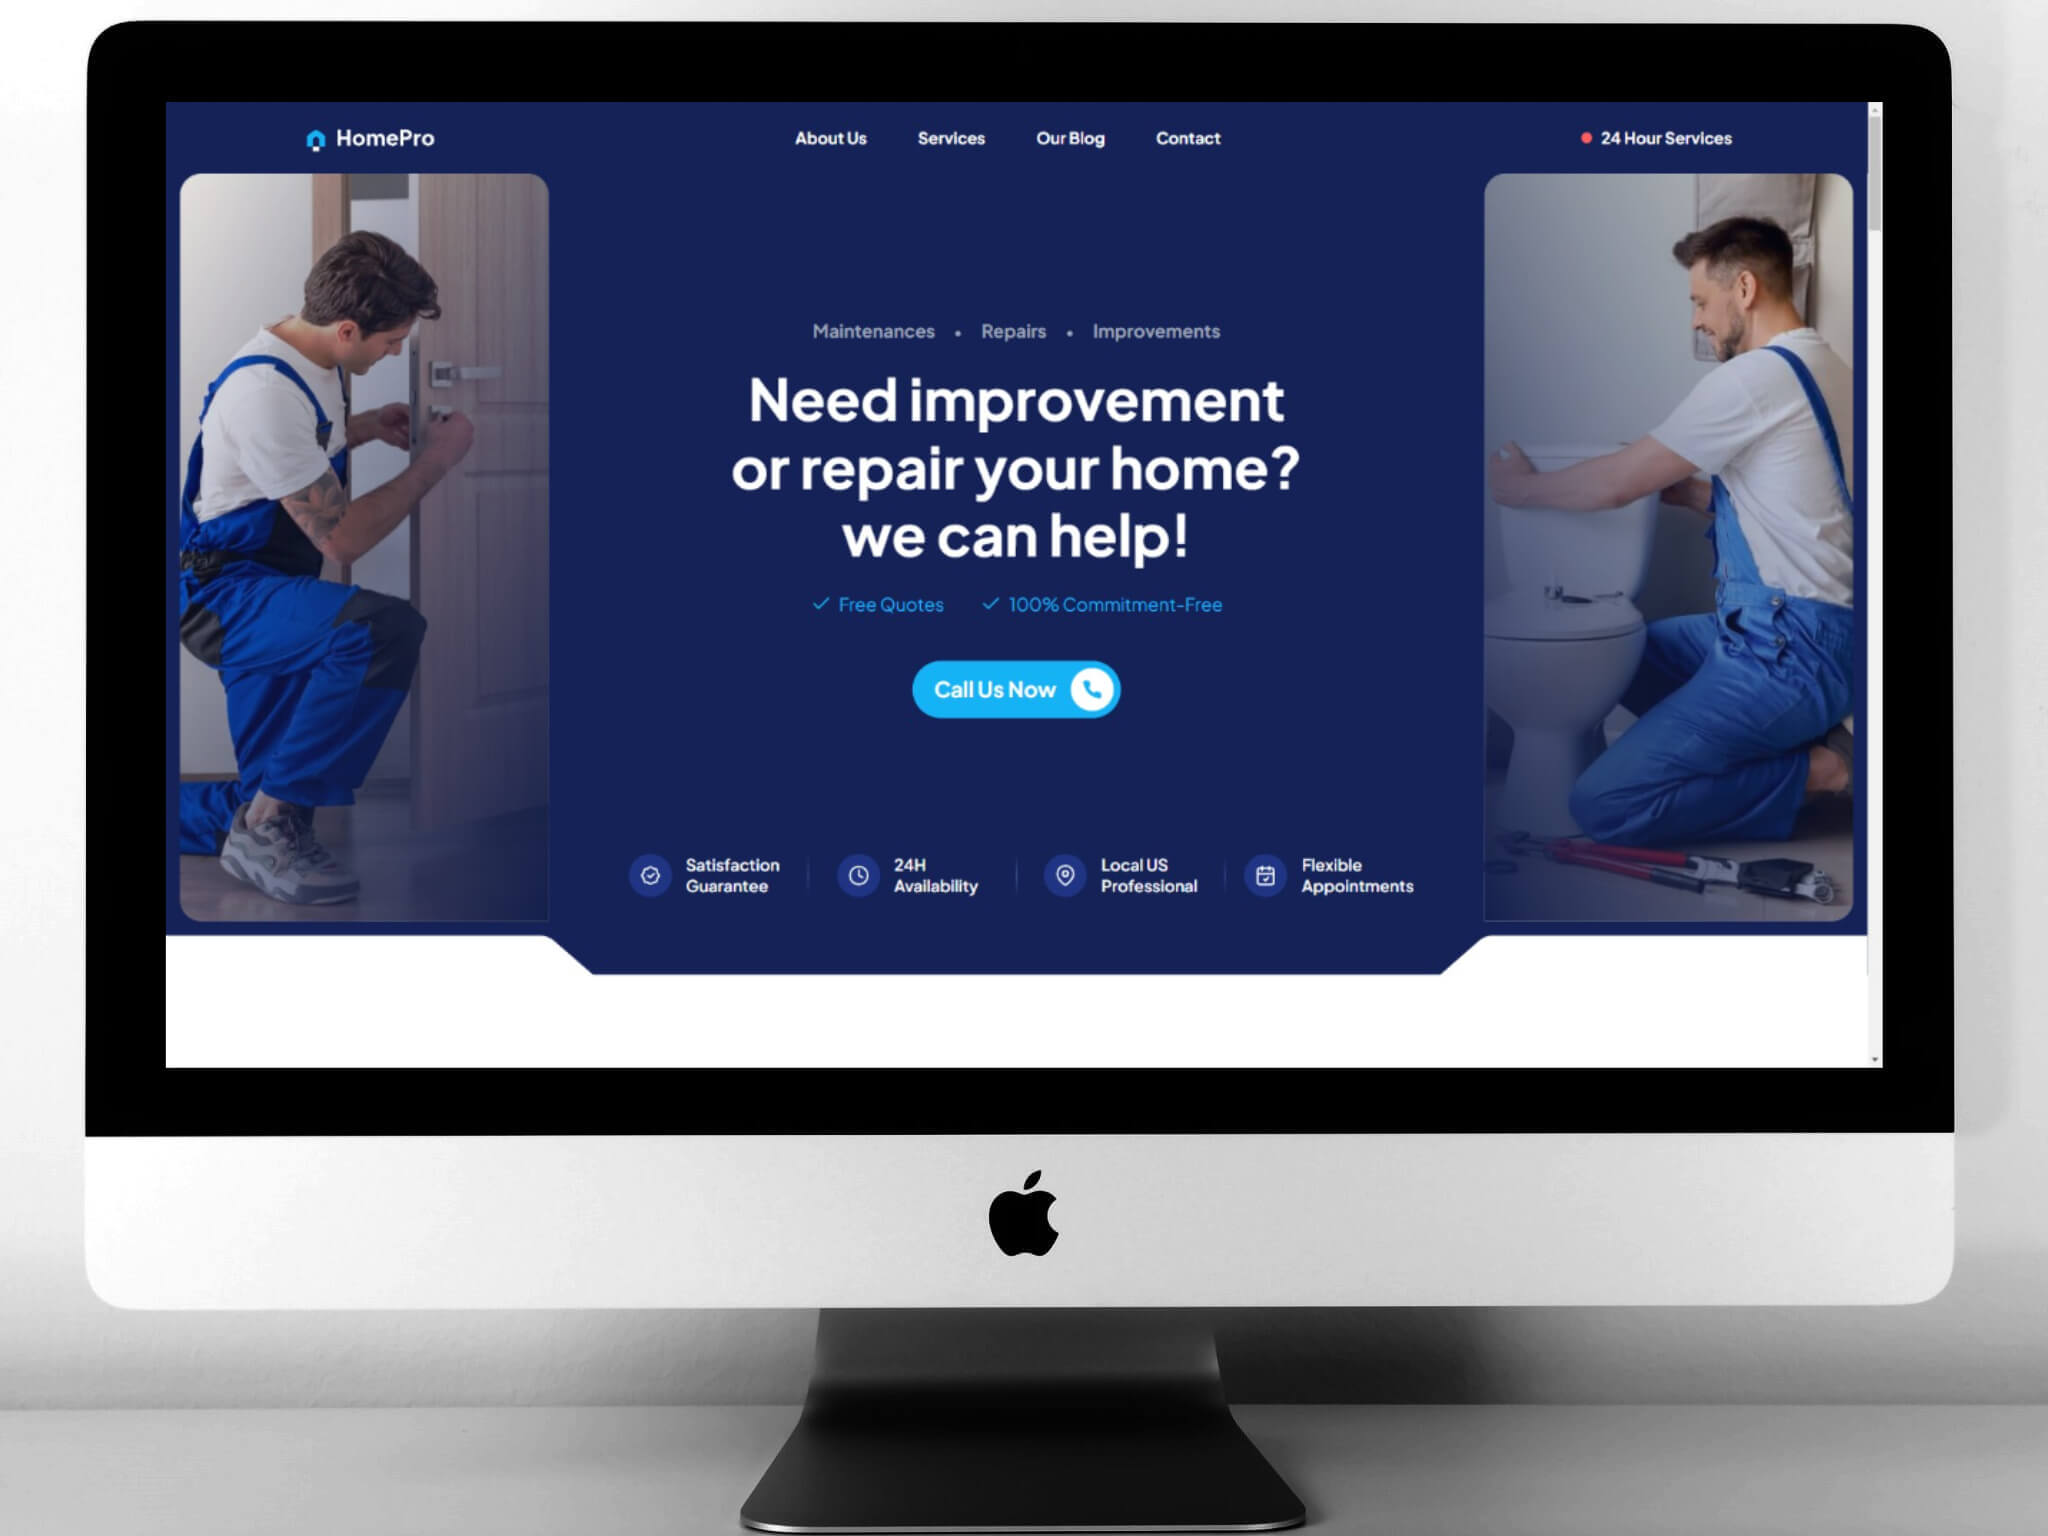 HomePro
About Us
Services
Our Blog
Contact
24 Hour Services
Maintenances • Repairs • Improvements
Need improvement
or repair your home?
we can help!
Free Quotes
100% Commitment-Free
Call Us Now
Satisfaction
Guarantee
24H
Availability
Local US
Professional
Flexible
Appointments